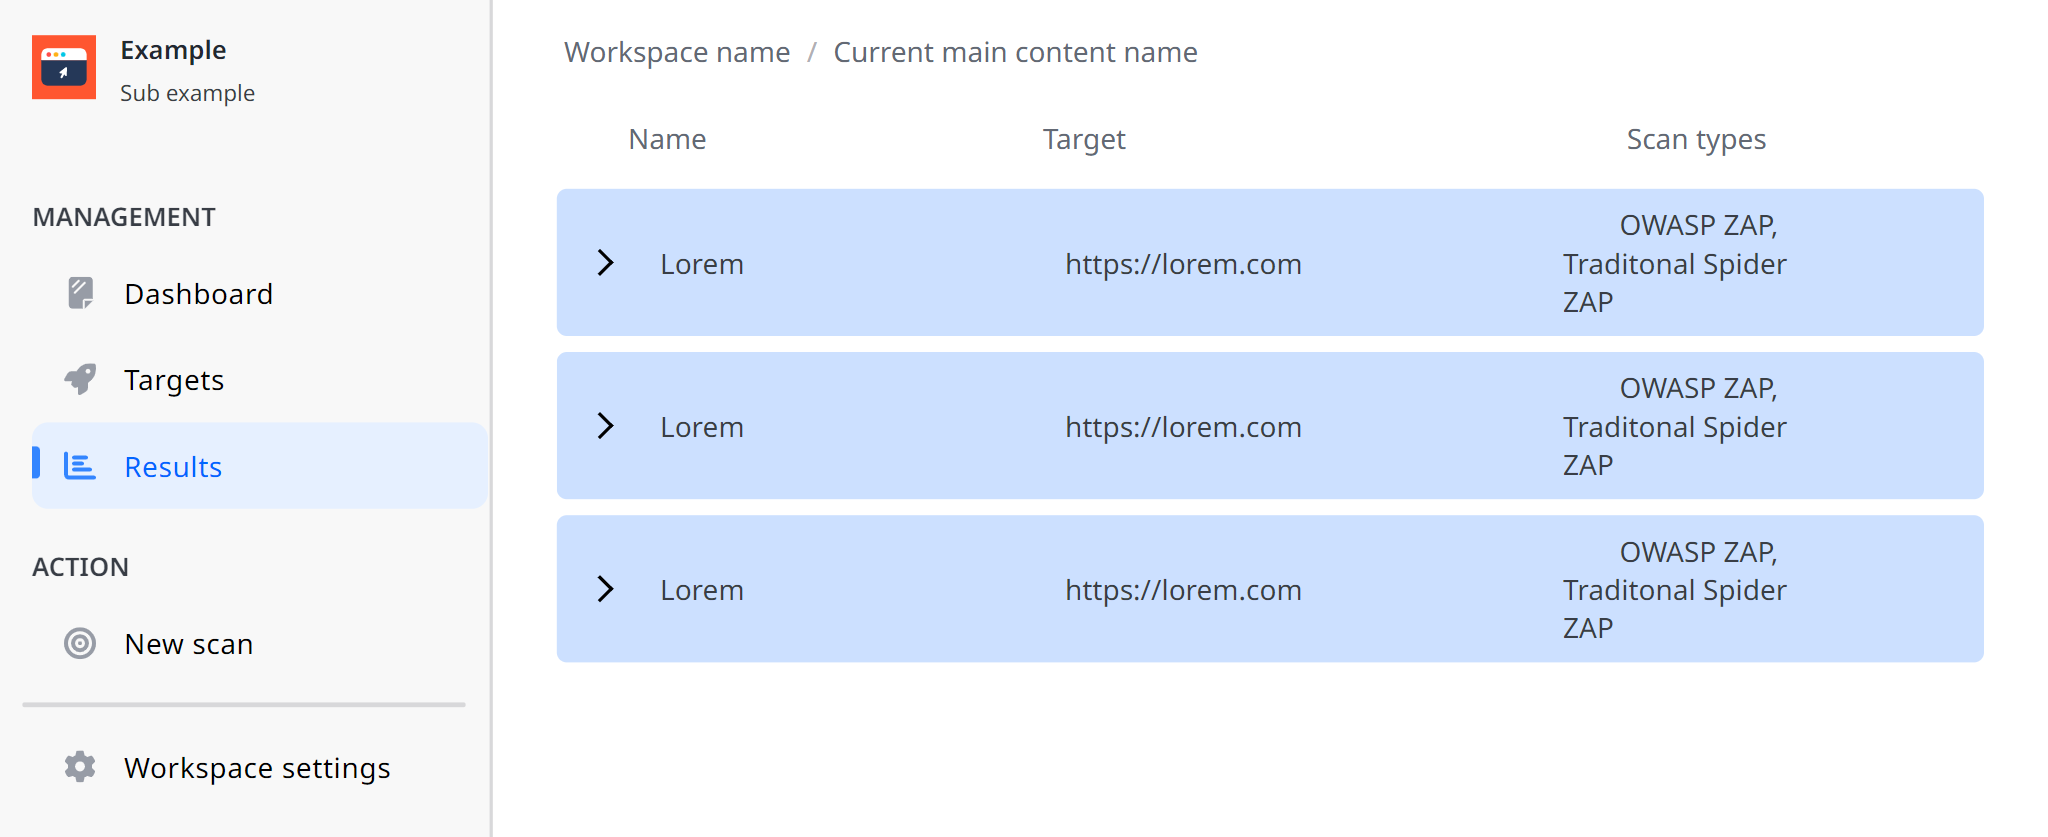 Example
Sub example
MANAGEMENT
Dashboard
Targets
Results
ACTION
New scan
Workspace settings
Workspace name / Current main content name
Name Target Scan types
Lorem https://lorem.com OWASP ZAP,
Traditonal Spider
ZAP
Lorem https://lorem.com OWASP ZAP,
Traditonal Spider
ZAP
Lorem https://lorem.com OWASP ZAP,
Traditonal Spider
ZAP